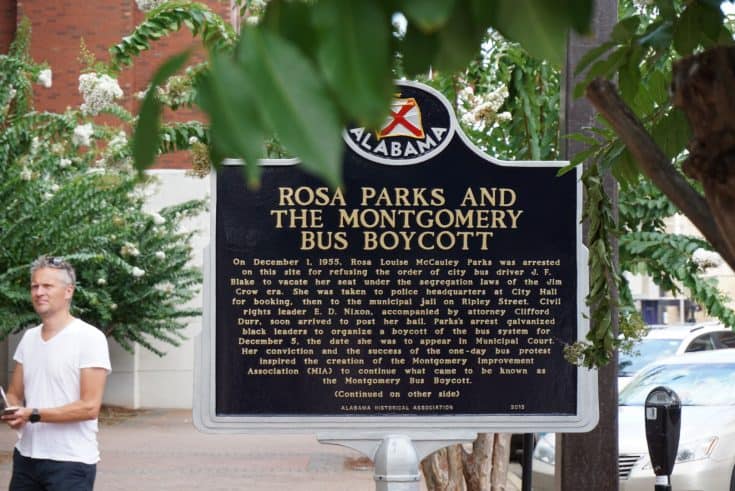 ALABAMA
ROSA PARKS AND
THE MONTGOMERY
BUS BOYCOTT
On December 1, 1955, Rosa Louise McCauley Parks was arrested
on this site for refusing the order of city bus driver J. F.
Blake to vacate her seat under the segregation laws of the Jim
Crow era. She was taken to police headquarters at City Hall
for booking, then to the municipal jail on Ripley Street. Civil
rights leader E. D. Nixon, accompanied by attorney Clifford
Durr, soon arrived to post her bail. Parks's arrest galvanized
black leaders to organize a boycott of the bus system for
December 5, the date she was to appear in Municipal Court.
Her conviction and the success of the one-day bus protest
inspired the creation of the Montgomery Improvement
Association (MIA) to continue what came to be known as
the Montgomery Bus Boycott.
(Continued on other side)
ALABAMA HISTORICAL ASSOCIATION 2015